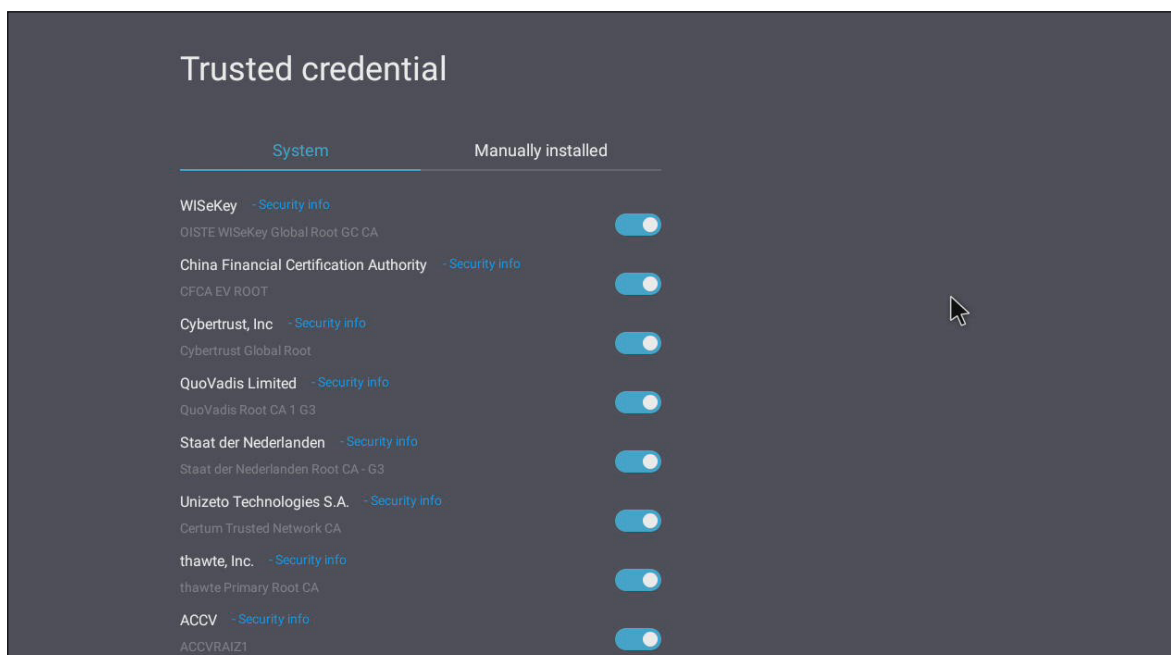 Trusted credential
System Manually installed
WISeKey - Security info
OISTE WISeKey Global Root GC CA
China Financial Certification Authority - Security info
CFCA EV ROOT
Cybertrust, Inc - Security info
Cybertrust Global Root
QuoVadis Limited - Security info
QuoVadis Root CA 1 G3
Staat der Nederlanden - Security info
Staat der Nederlanden Root CA - G3
Unizeto Technologies S.A. - Security info
Certum Trusted Network CA
thawte, Inc. - Security info
thawte Primary Root CA
ACCV - Security info
ACCVRAIZ1